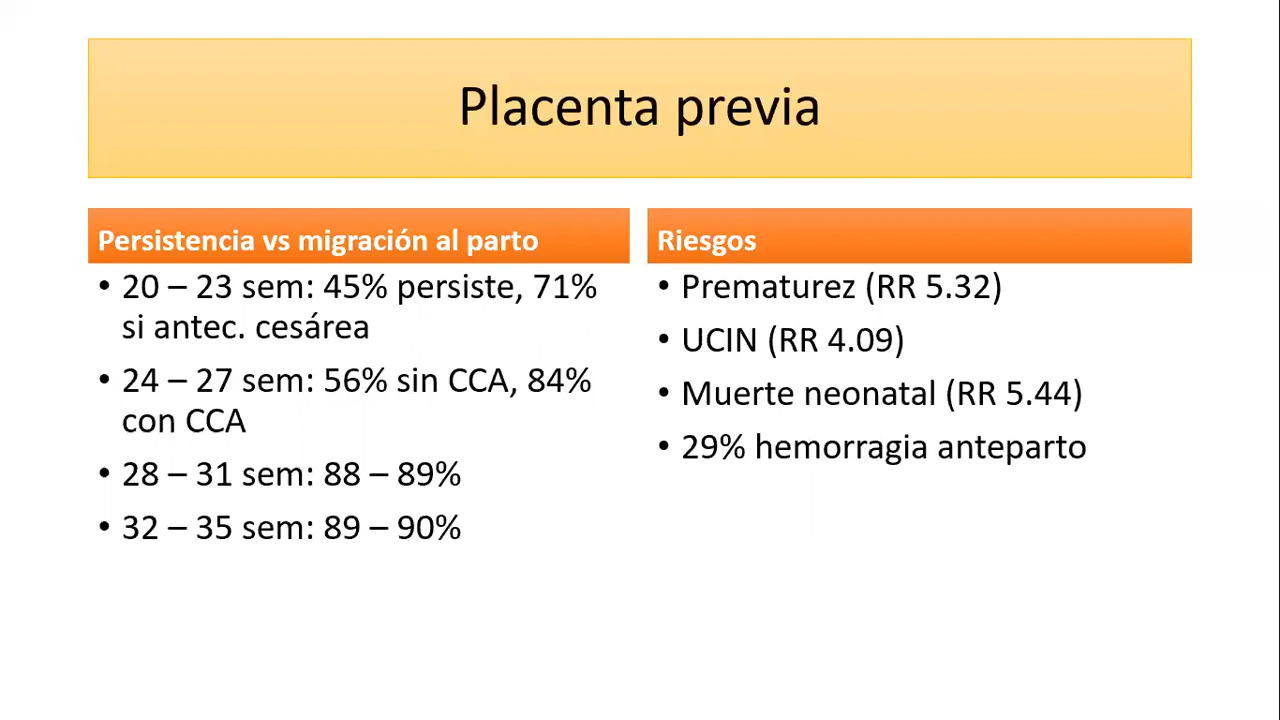 Placenta previa
Persistencia vs migración al parto
• 20 – 23 sem: 45% persiste, 71%
si antec. cesárea
• 24 – 27 sem: 56% sin CCA, 84%
con CCA
• 28 – 31 sem: 88 – 89%
• 32 – 35 sem: 89 – 90%
Riesgos
• Prematurez (RR 5.32)
• UCIN (RR 4.09)
• Muerte neonatal (RR 5.44)
• 29% hemorragia anteparto